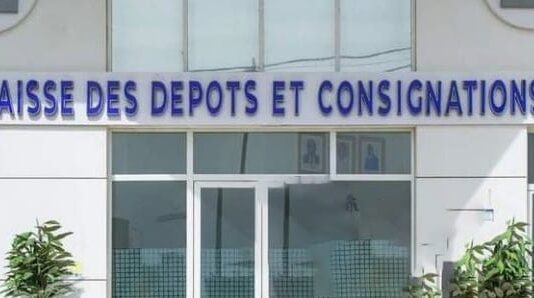 AISSE DES DEPOTS ET CONSIGNATIONS